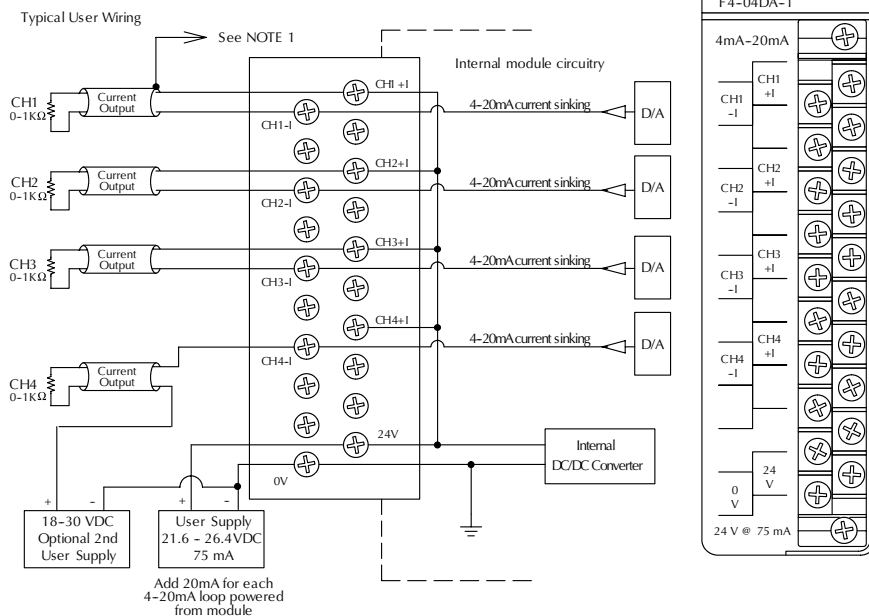 Typical User Wiring
See NOTE 1
Internal module circuitry
CH1
0-1KΩ
Current
Output
CH1 +I
CH1-I
4-20mA current sinking
D/A
CH2
0-1KΩ
Current
Output
CH2+I
CH2-I
4-20mA current sinking
D/A
CH3
0-1KΩ
Current
Output
CH3+I
CH3-I
4-20mA current sinking
D/A
CH4
0-1KΩ
Current
Output
CH4+I
CH4-I
4-20mA current sinking
D/A
24V
0V
Internal
DC/DC Converter
+ -
18-30 VDC
Optional 2nd
User Supply
+ -
User Supply
21.6 - 26.4VDC
75 mA
Add 20mA for each
4-20mA loop powered
from module
F4-04DA-1
4mA-20mA
CH1
+I
CH1
-I
CH2
+I
CH2
-I
CH3
+I
CH3
-I
CH4
+I
CH4
-I
24
V
0
V
24 V @ 75 mA